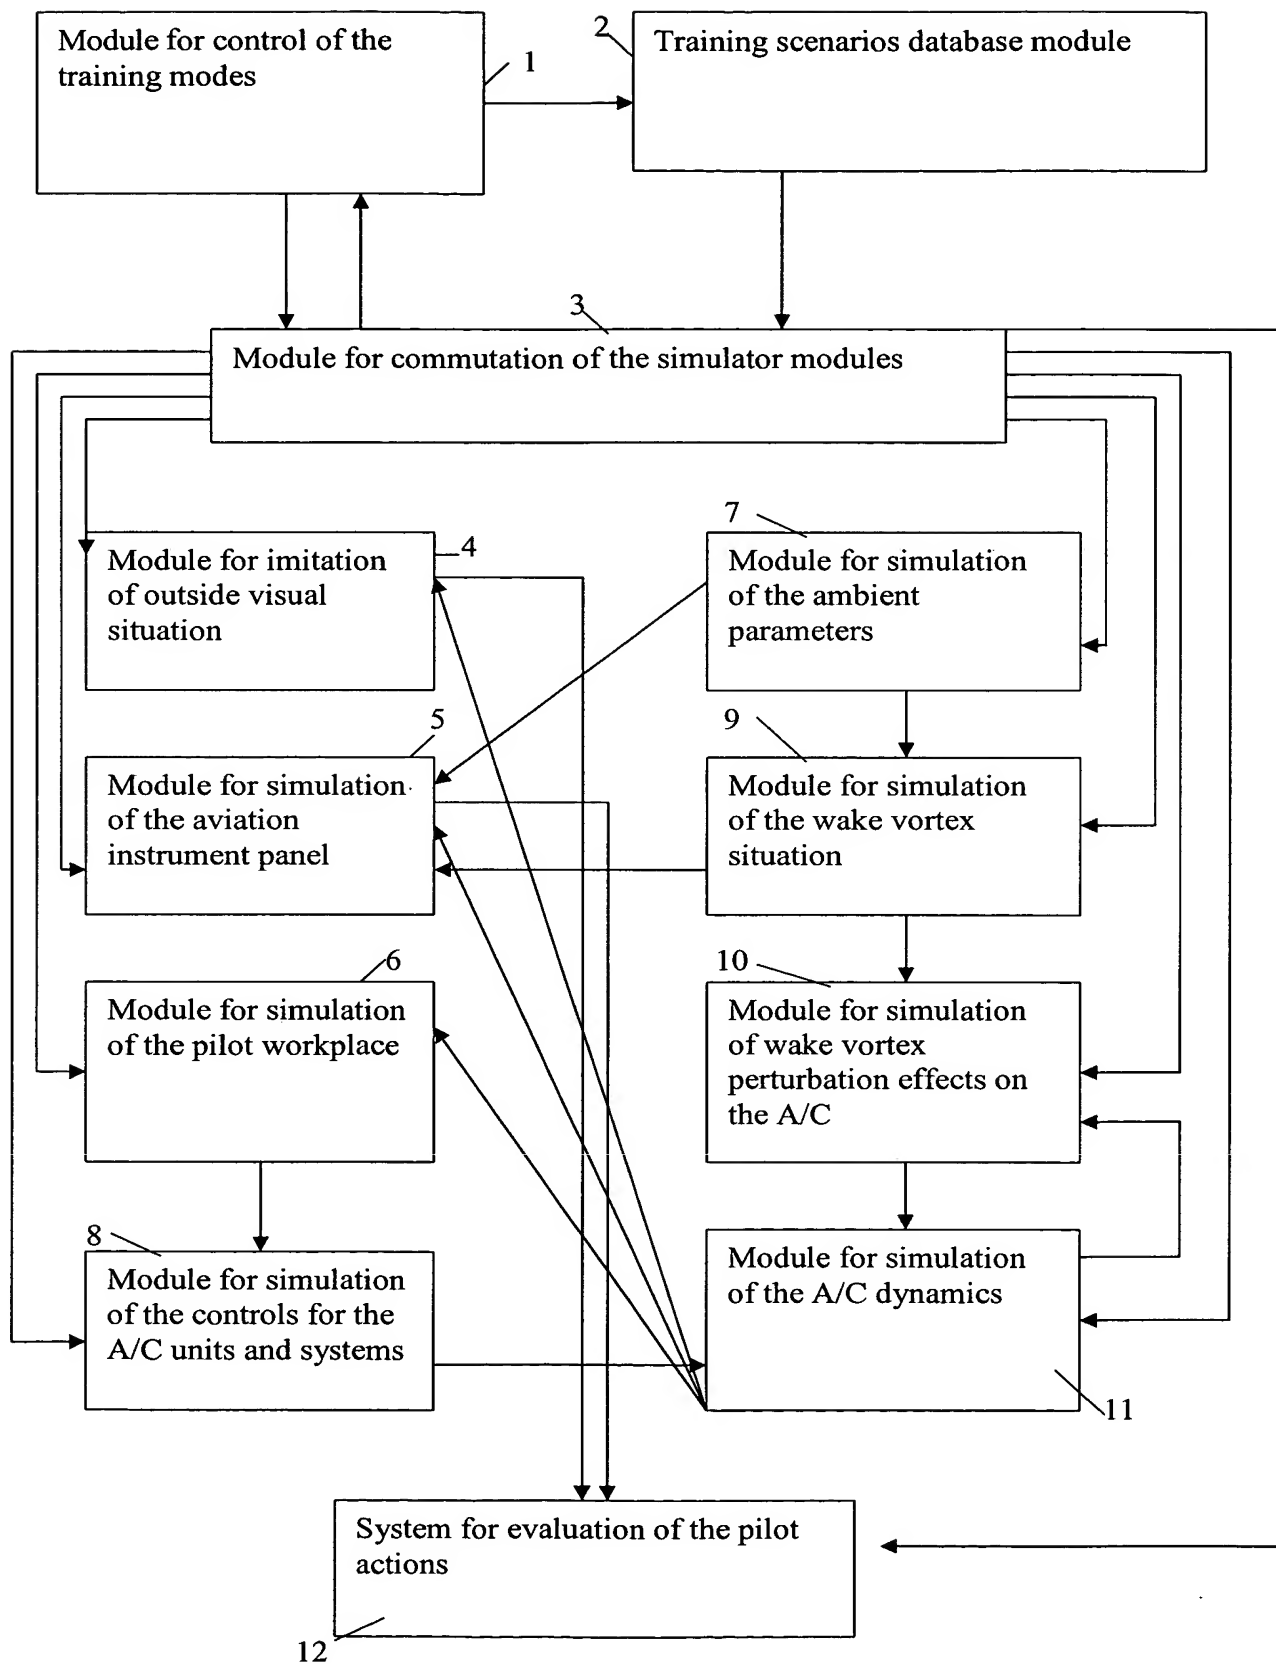 Module for control of the
training modes
1
2
Training scenarios database module
3
Module for commutation of the simulator modules
Module for imitation
of outside visual
situation
4
7
Module for simulation
of the ambient
parameters
5
Module for simulation
of the aviation
instrument panel
9
Module for simulation
of the wake vortex
situation
6
Module for simulation
of the pilot workplace
10
Module for simulation
of wake vortex
perturbation effects on
the A/C
8
Module for simulation
of the controls for the
A/C units and systems
Module for simulation
of the A/C dynamics
11
System for evaluation of the pilot
actions
12